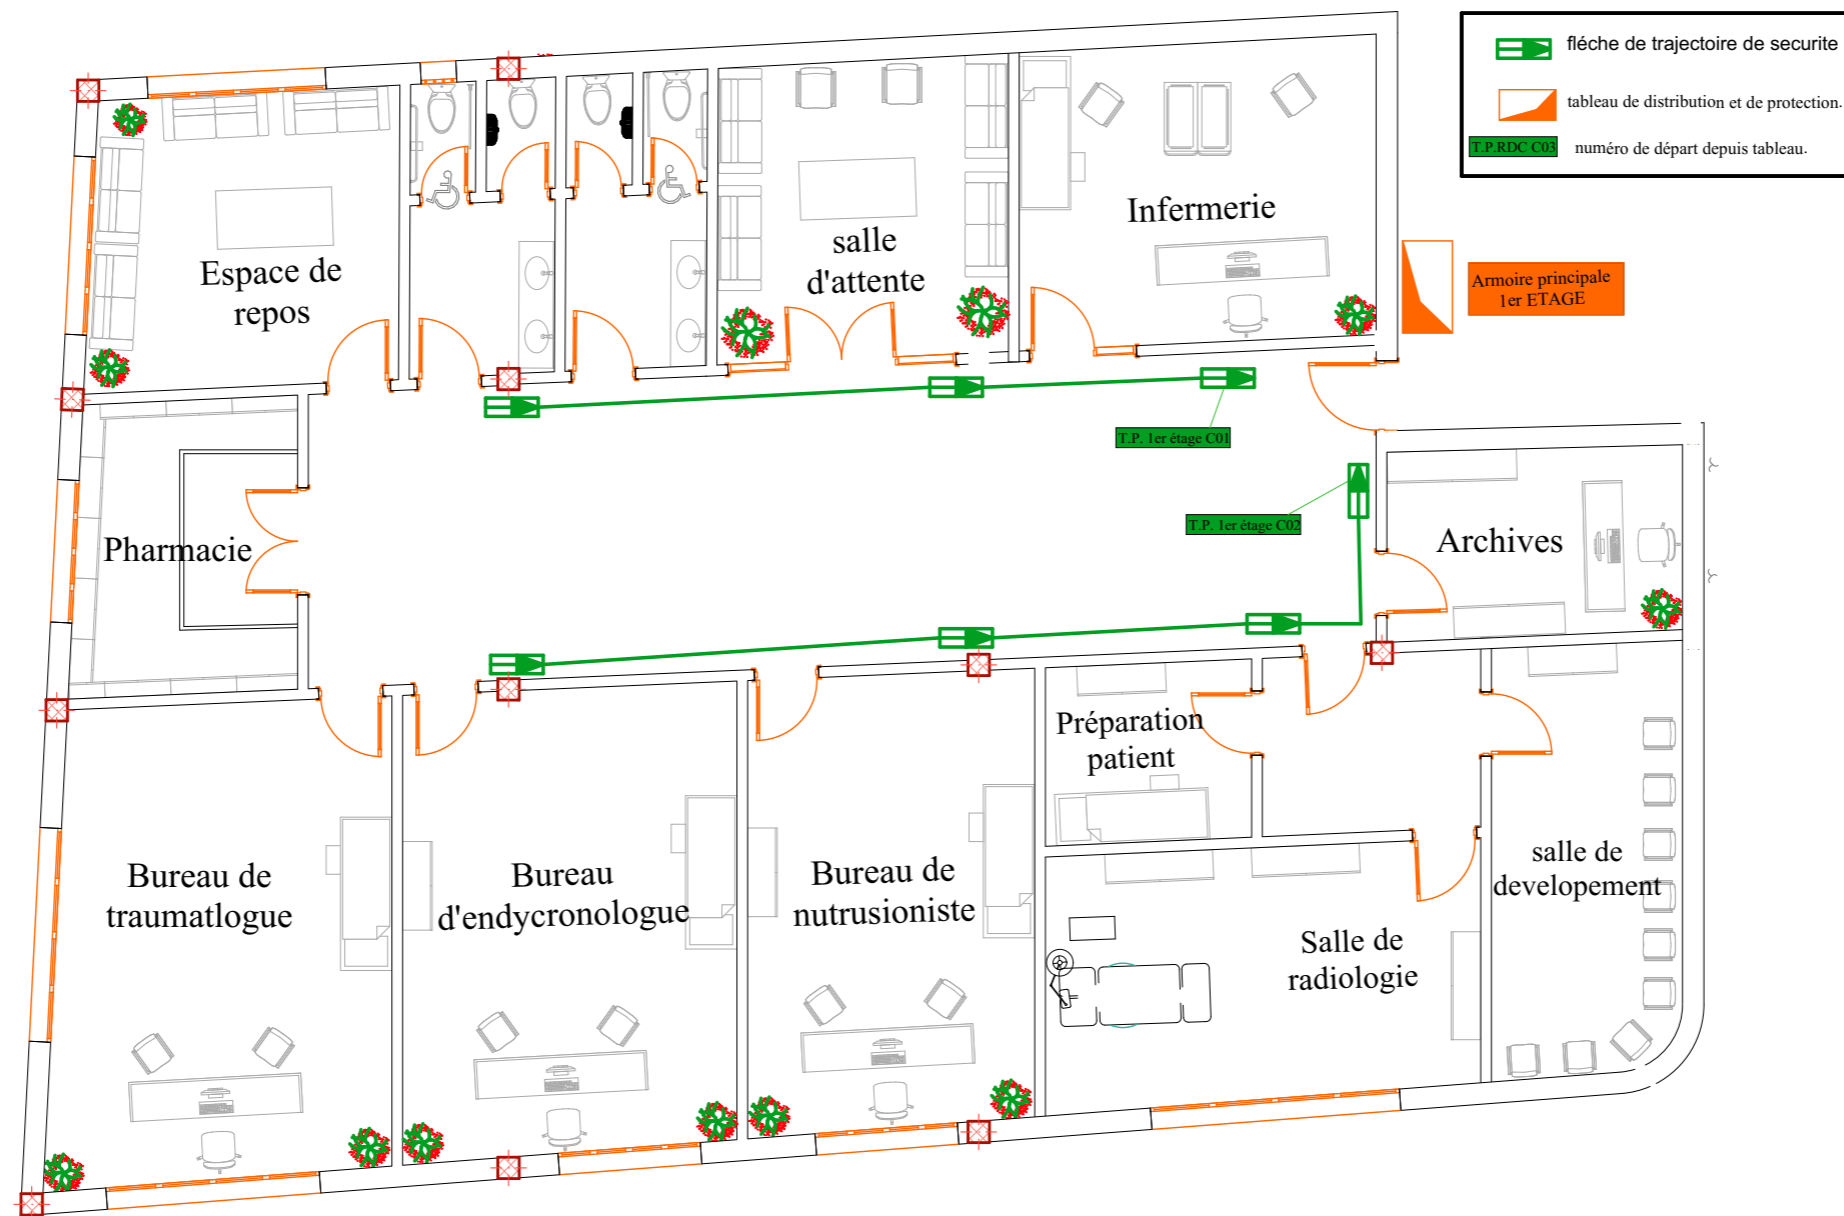 fléche de trajectoire de securite
tableau de distribution et de protection.
T.P.RDC C03
numéro de départ depuis tableau.
Infermerie
salle
d'attente
Espace de
repos
Armoire principale
1er ETAGE
T.P. 1er étage C01
T.P. 1er étage C02
Pharmacie
Archives
Préparation
patient
Bureau de
traumatlogue
Bureau
d'endycronologue
Bureau de
nutrusioniste
salle de
developement
Salle de
radiologie